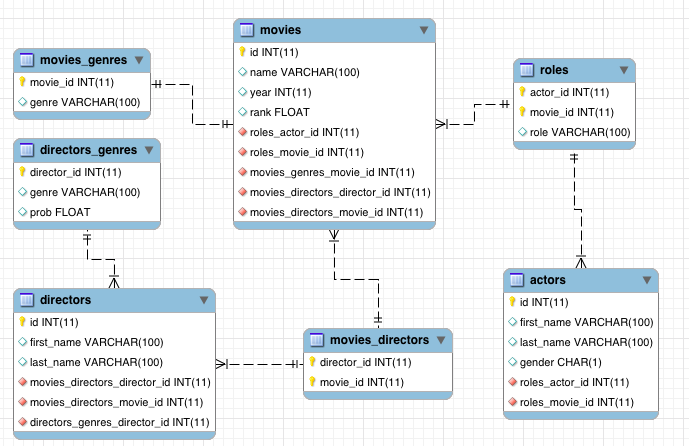 movies_genres
movie_id INT(11)
genre VARCHAR(100)
directors_genres
director_id INT(11)
genre VARCHAR(100)
prob FLOAT
directors
id INT(11)
first_name VARCHAR(100)
last_name VARCHAR(100)
movies_directors_director_id INT(11)
movies_directors_movie_id INT(11)
directors_genres_director_id INT(11)
movies
id INT(11)
name VARCHAR(100)
year INT(11)
rank FLOAT
roles_actor_id INT(11)
roles_movie_id INT(11)
movies_genres_movie_id INT(11)
movies_directors_director_id INT(11)
movies_directors_movie_id INT(11)
movies_directors
director_id INT(11)
movie_id INT(11)
roles
actor_id INT(11)
movie_id INT(11)
role VARCHAR(100)
actors
id INT(11)
first_name VARCHAR(100)
last_name VARCHAR(100)
gender CHAR(1)
roles_actor_id INT(11)
roles_movie_id INT(11)